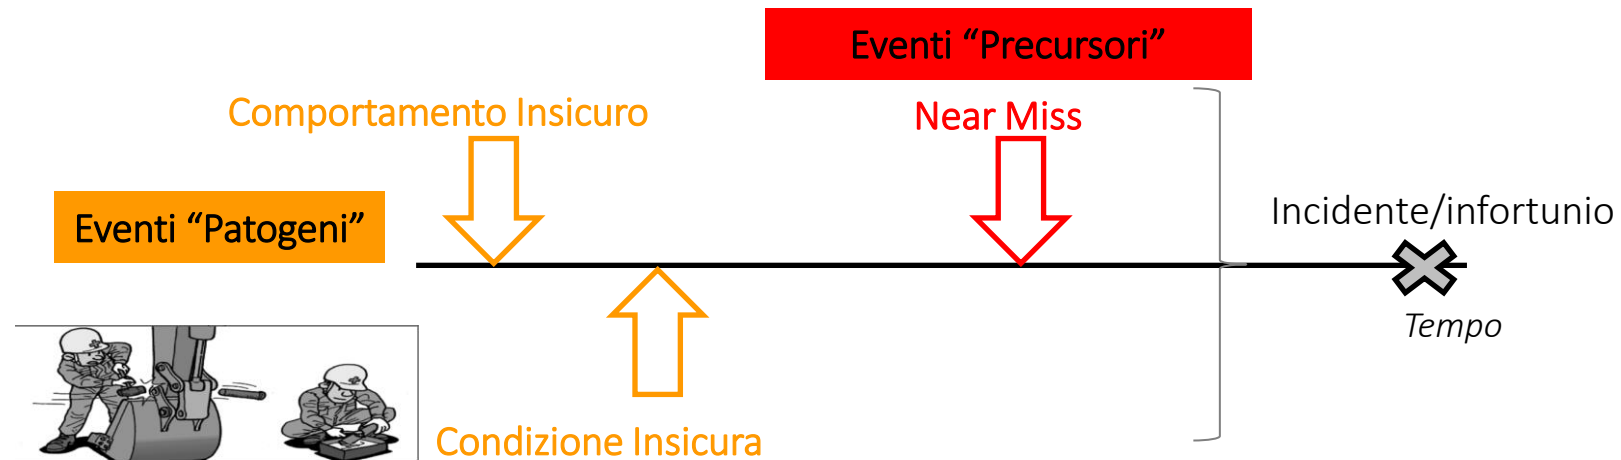 Eventi “Precursori”
Comportamento Insicuro
Near Miss
Eventi “Patogeni”
Incidente/infortunio
Tempo
Condizione Insicura